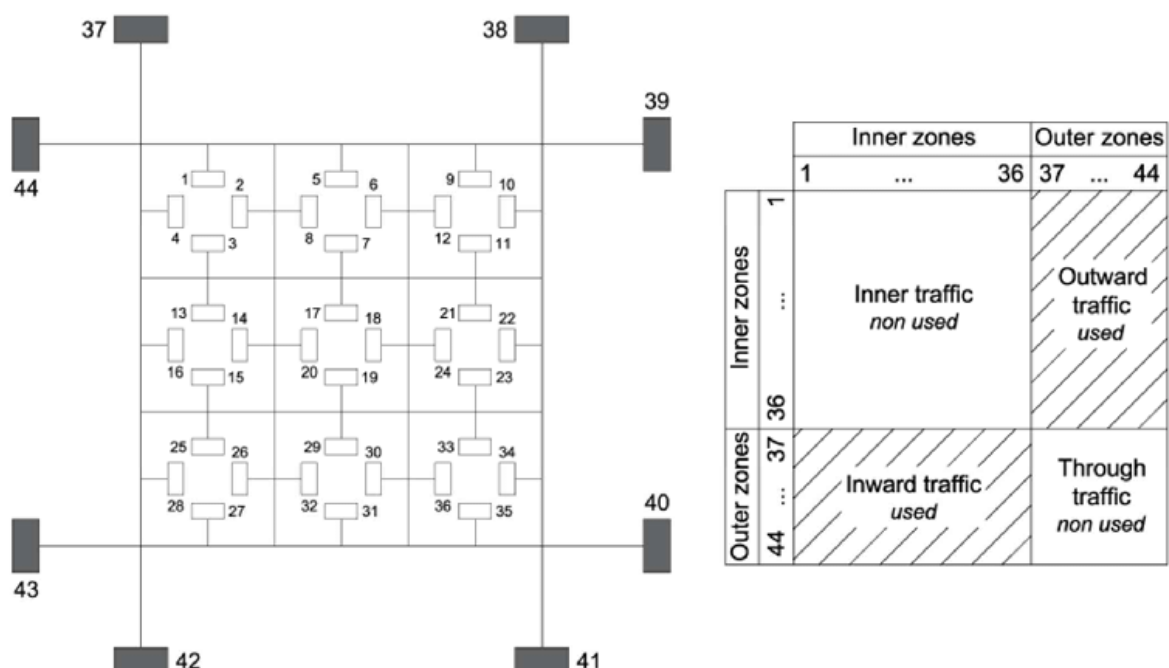 37
38
39
44
1
2
5
6
9
10
4
3
8
7
12
11
13
14
17
18
21
22
16
15
20
19
24
23
25
26
29
30
33
34
28
27
32
31
36
35
40
43
42
41
Inner zones Outer zones
1 ... 36 37 ... 44
Inner zones
1 ... 36
Inner traffic
non used
Outward
traffic
used
Outer zones
37 ... 44
Inward traffic
used
Through
traffic
non used